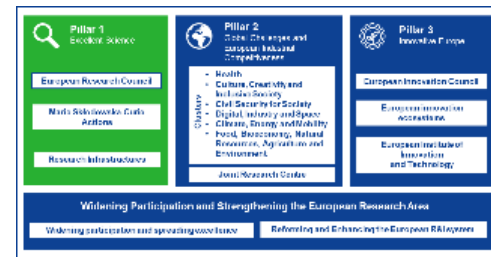 Pillar 1
Excellent Science
European Research Council
Marie Skłodowska-Curie
Actions
Research Infrastructures
Pillar 2
Global Challenges and
European Industrial
Competitiveness
Clusters
• Health
• Culture, Creativity and
Inclusive Society
• Civil Security for Society
• Digital, Industry and Space
• Climate, Energy and Mobility
• Food, Bioeconomy, Natural
Resources, Agriculture and
Environment
Joint Research Centre
Pillar 3
Innovative Europe
European Innovation Council
European innovation
ecosystems
European Institute of
Innovation
and Technology
Widening Participation and Strengthening the European Research Area
Widening participation and spreading excellence
Reforming and Enhancing the European R&I system